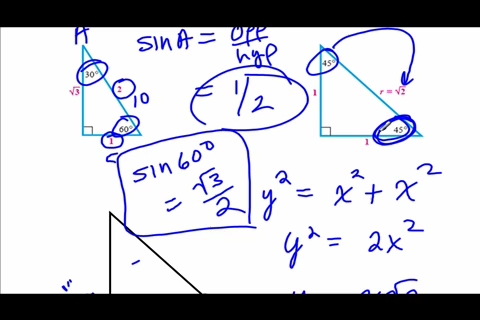 A
sin A = opp/hyp
= 1/2
30°
√3
2
10
60°
1
5
45°
1
r = √2
45°
1
sin 60°
= √3/2
y² = x² + x²
y² = 2x²